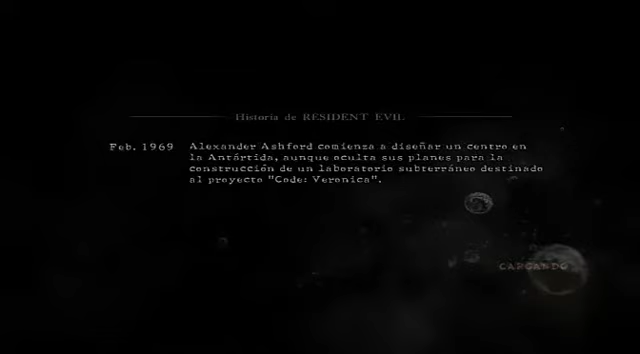 Historia de RESIDENT EVIL
Feb. 1969 Alexander Ashford comienza a diseñar un centro en
la Antártida, aunque oculta sus planes para la
construcción de un laboratorio subterráneo destinado
al proyecto "Code: Veronica".
CARGANDO